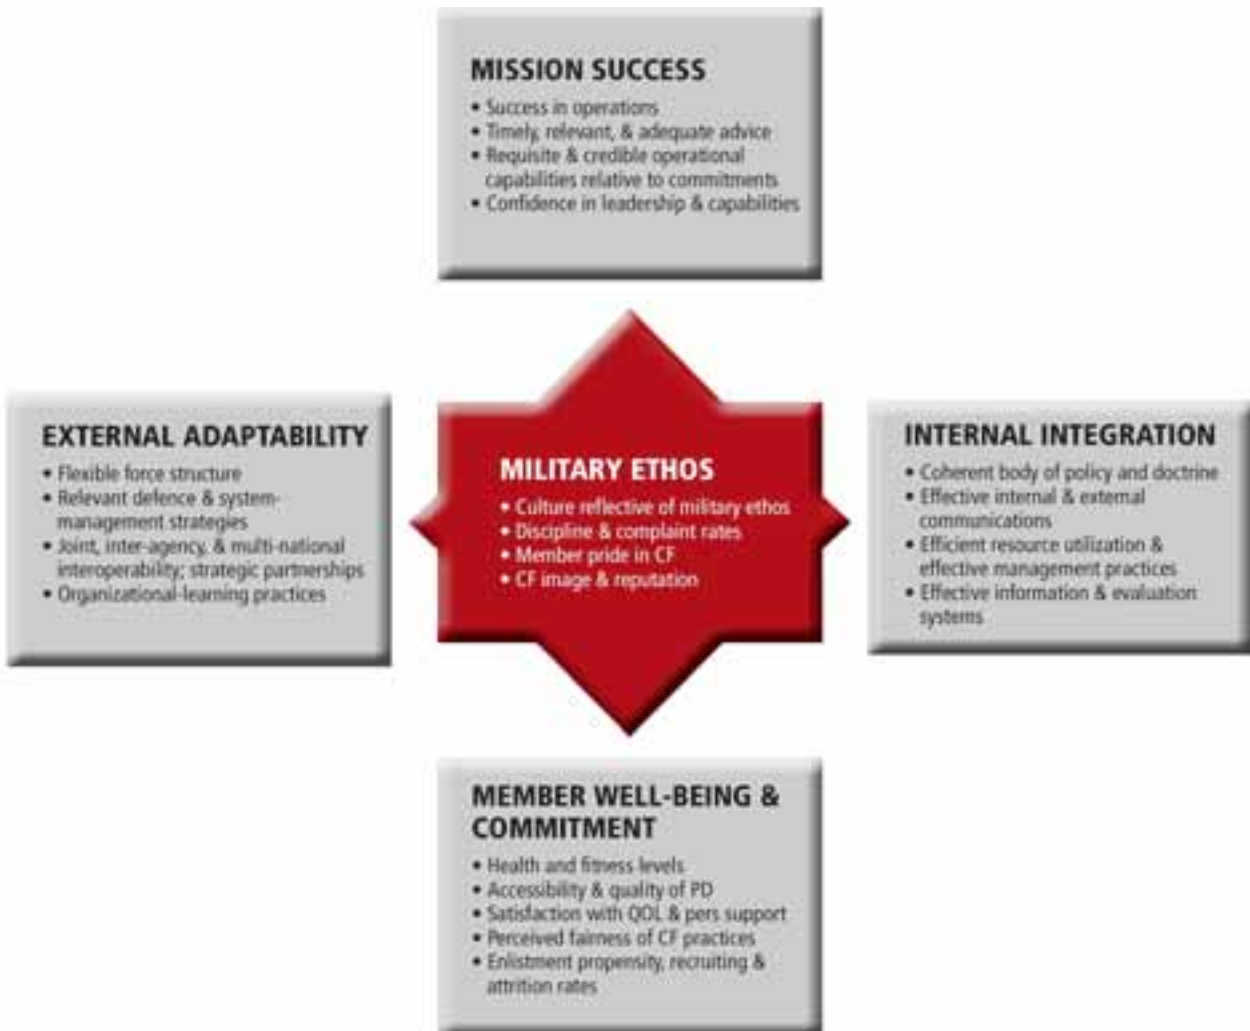 MISSION SUCCESS
• Success in operations
• Timely, relevant, & adequate advice
• Requisite & credible operational
capabilities relative to commitments
• Confidence in leadership & capabilities
EXTERNAL ADAPTABILITY
• Flexible force structure
• Relevant defence & system-
management strategies
• Joint, inter-agency, & multi-national
interoperability; strategic partnerships
• Organizational-learning practices
MILITARY ETHOS
• Culture reflective of military ethos
• Discipline & complaint rates
• Member pride in CF
• CF image & reputation
INTERNAL INTEGRATION
• Coherent body of policy and doctrine
• Effective internal & external
communications
• Efficient resource utilization &
effective management practices
• Effective information & evaluation
systems
MEMBER WELL-BEING &
COMMITMENT
• Health and fitness levels
• Accessibility & quality of PD
• Satisfaction with QOL & pers support
• Perceived fairness of CF practices
• Enlistment propensity, recruiting &
attrition rates